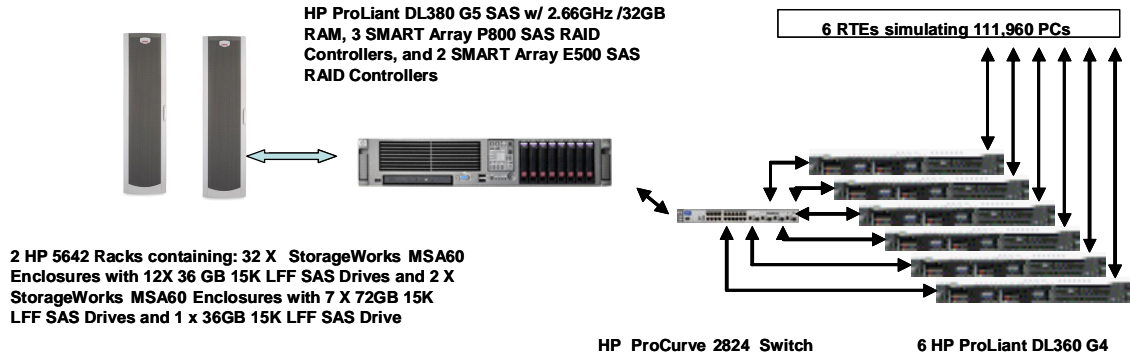 HP ProLiant DL380 G5 SAS w/ 2.66GHz /32GB
RAM, 3 SMART Array P800 SAS RAID
Controllers, and 2 SMART Array E500 SAS
RAID Controllers
6 RTEs simulating 111,960 PCs
2 HP 5642 Racks containing: 32 X StorageWorks MSA60
Enclosures with 12X 36 GB 15K LFF SAS Drives and 2 X
StorageWorks MSA60 Enclosures with 7 X 72GB 15K
LFF SAS Drives and 1 x 36GB 15K LFF SAS Drive
HP ProCurve 2824 Switch
6 HP ProLiant DL360 G4